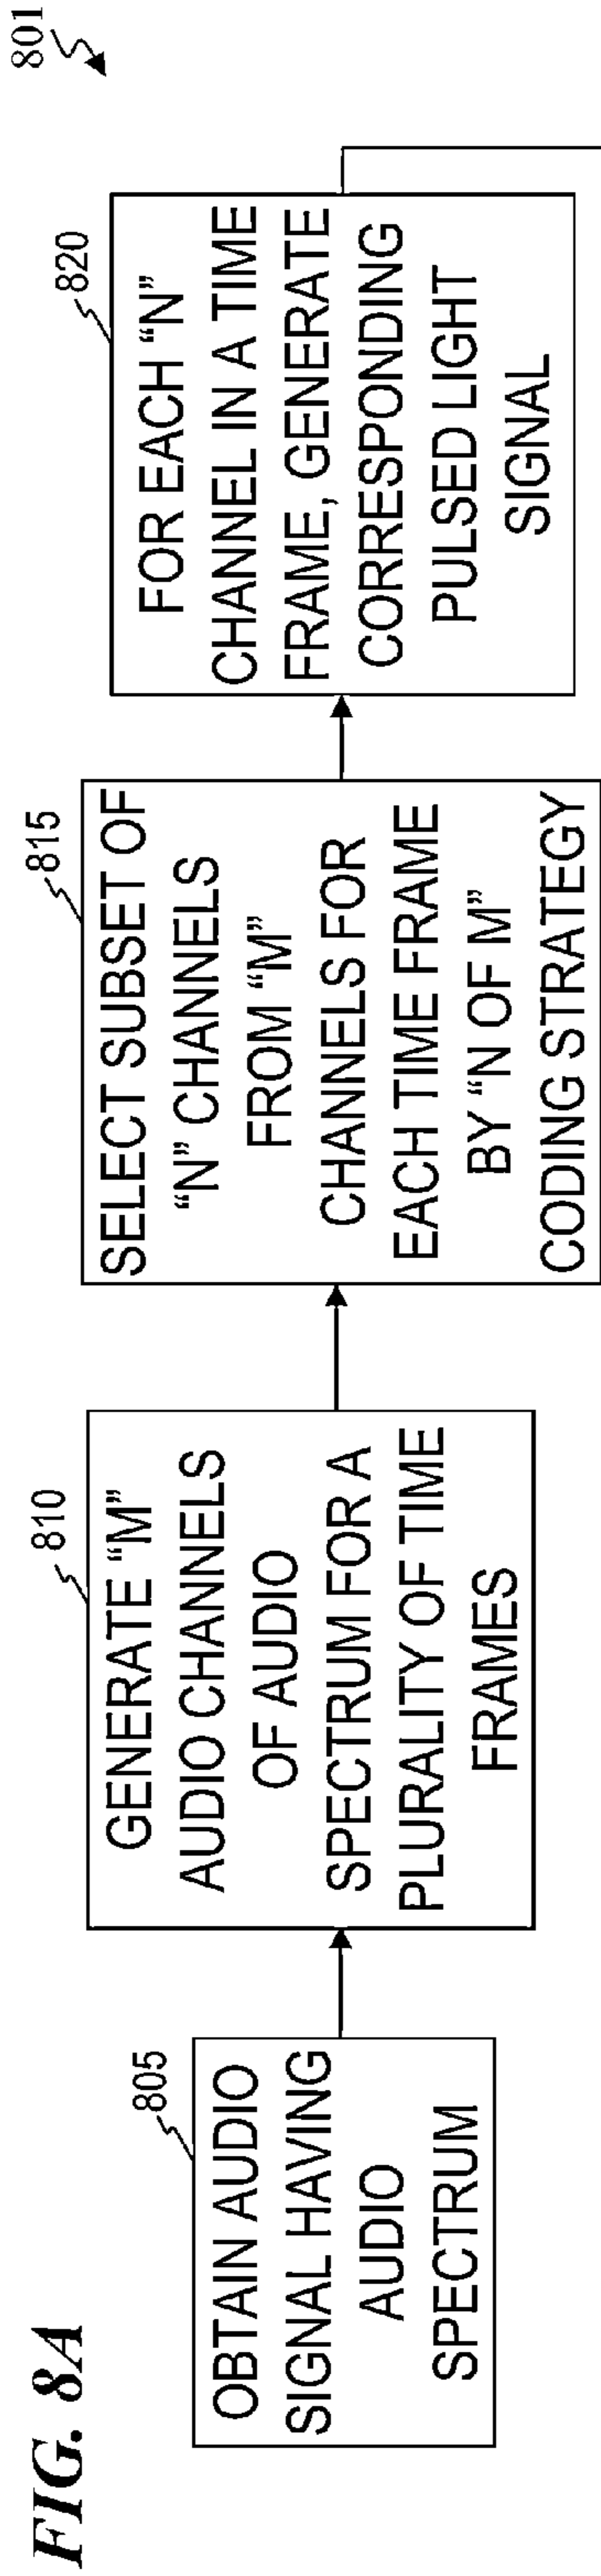 FIG. 8A
801
805
OBTAIN AUDIO
SIGNAL HAVING
AUDIO
SPECTRUM
810
GENERATE “M”
AUDIO CHANNELS
OF AUDIO
SPECTRUM FOR A
PLURALITY OF TIME
FRAMES
815
SELECT SUBSET OF
“N” CHANNELS
FROM “M”
CHANNELS FOR
EACH TIME FRAME
BY “N OF M”
CODING STRATEGY
820
FOR EACH “N”
CHANNEL IN A TIME
FRAME, GENERATE
CORRESPONDING
PULSED LIGHT
SIGNAL